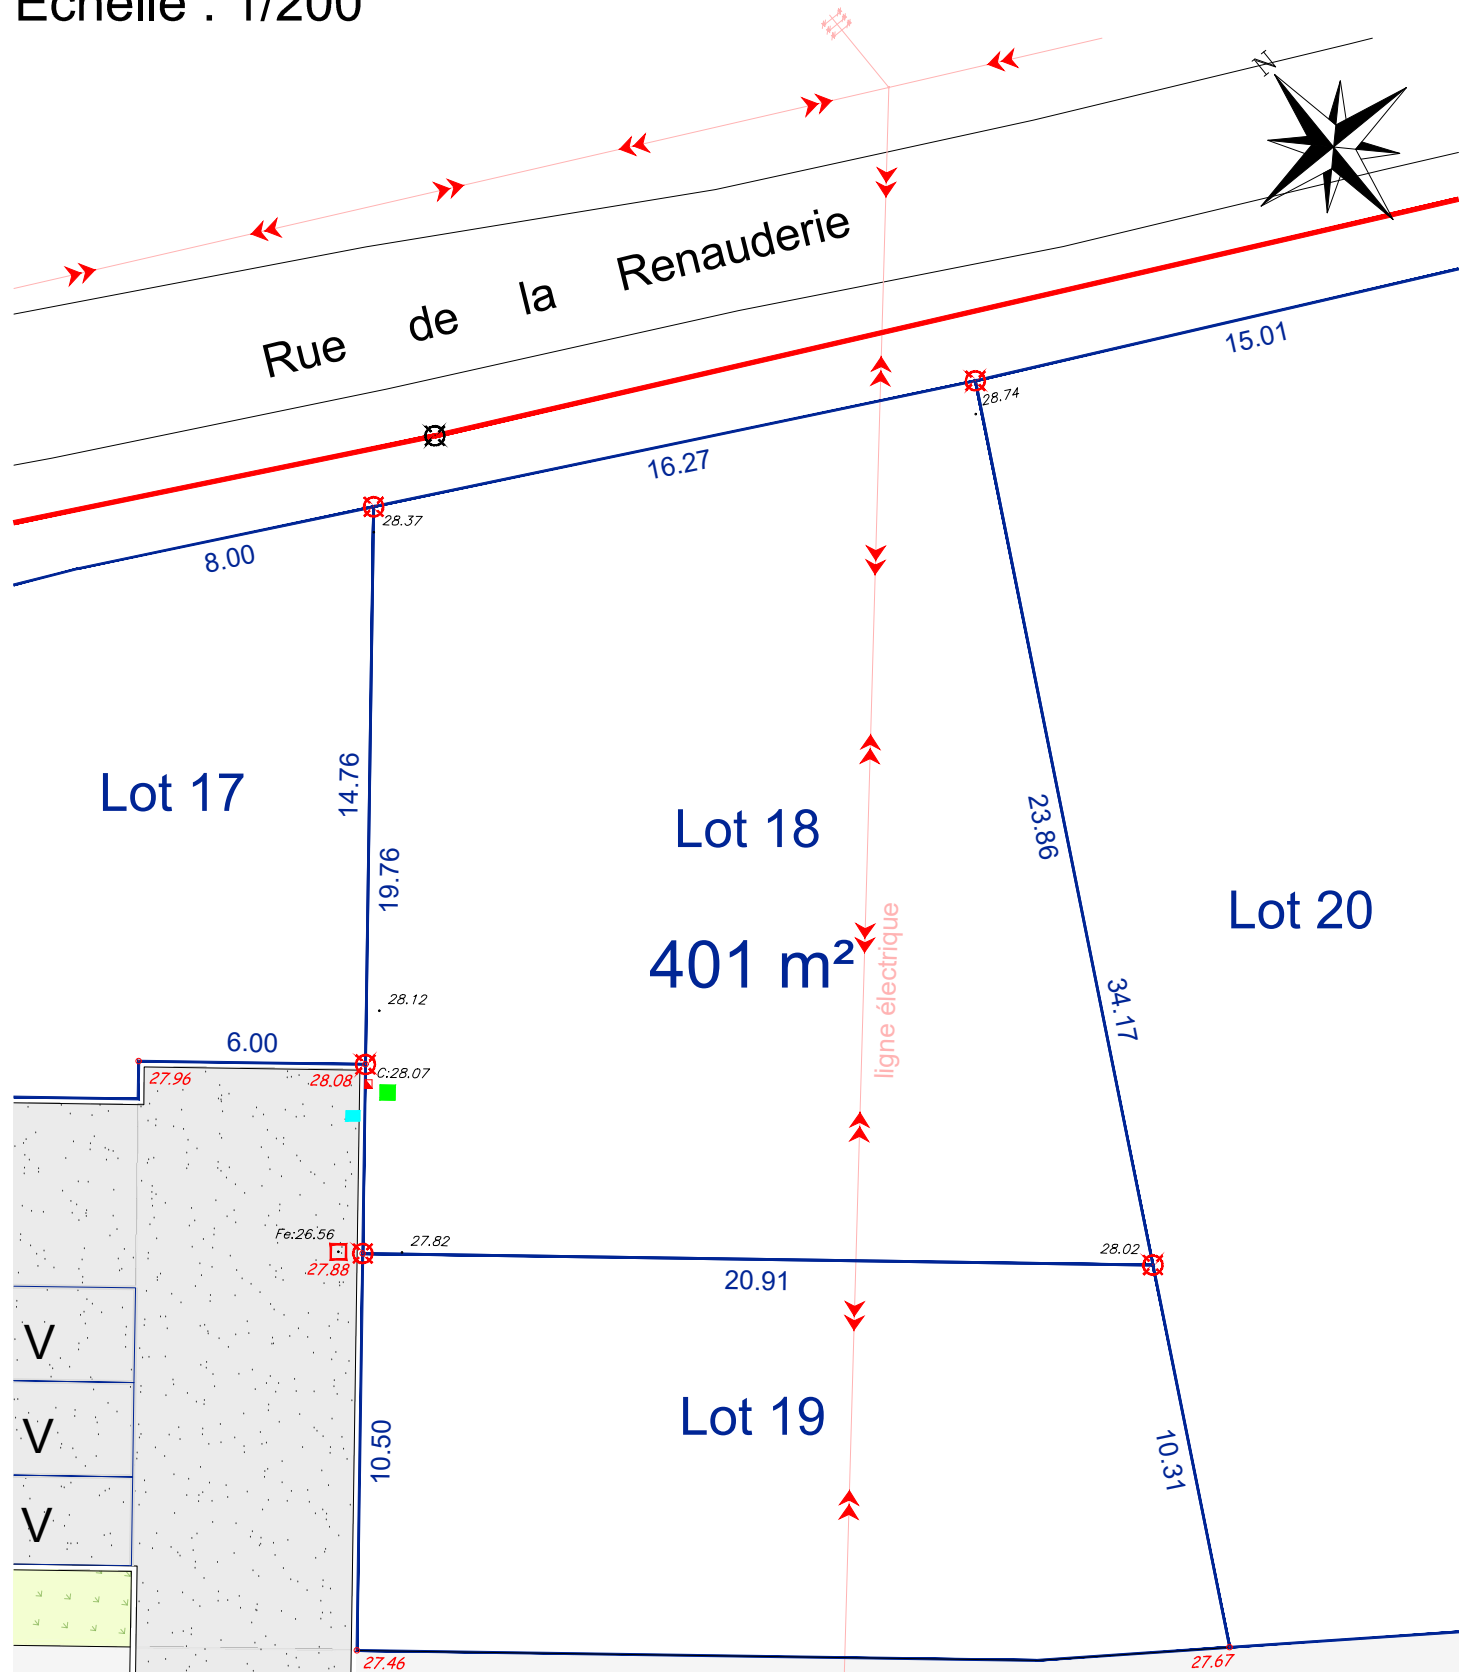 Echelle : 1/200
N
Rue de la Renauderie
15.01
28.74
16.27
28.37
8.00
14.76
Lot 17
Lot 18
23.86
19.76
Lot 20
401 m²
ligne électrique
28.12
34.17
6.00
27.96
28.08
C:28.07
Fe:26.56
27.82
28.02
27.88
20.91
V
Lot 19
V
10.50
10.31
V
27.46
27.67